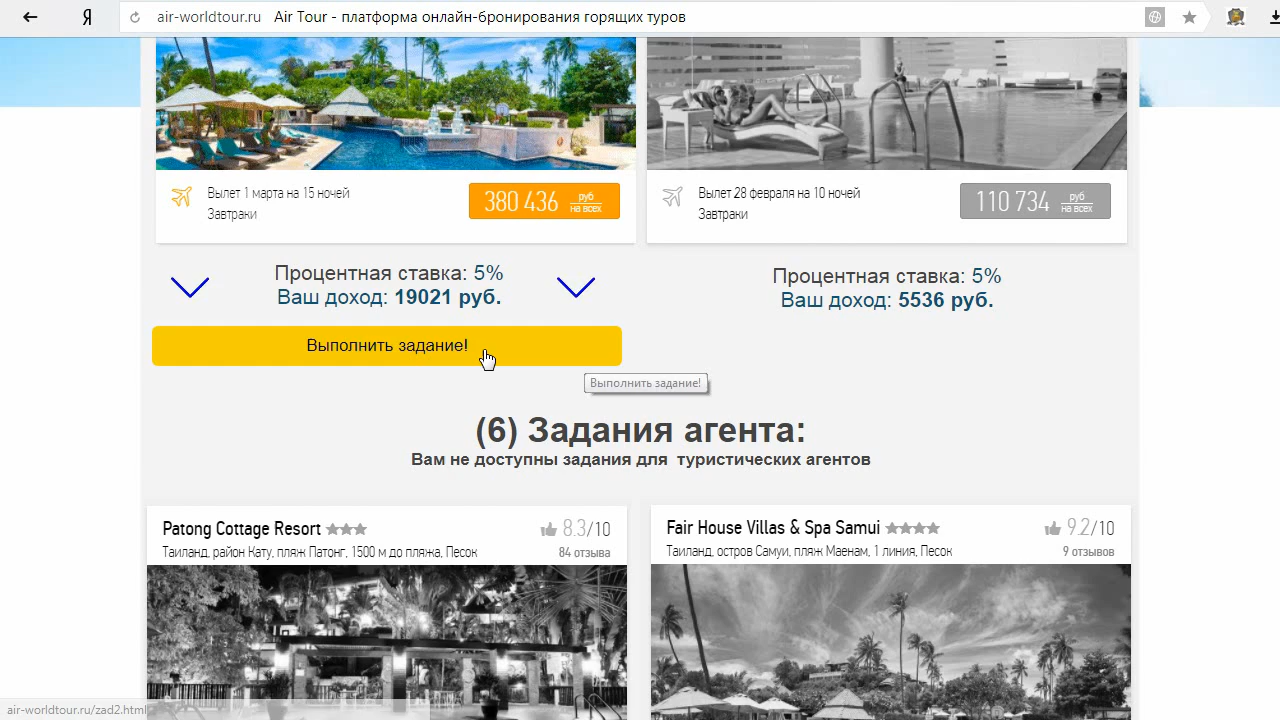 Я
air-worldtour.ru Air Tour - платформа онлайн-бронирования горящих туров
Вылет 1 марта на 15 ночей
Завтраки
380 436 руб на всех
Вылет 28 февраля на 10 ночей
Завтраки
110 734 руб на всех
Процентная ставка: 5%
Ваш доход: 19021 руб.
Процентная ставка: 5%
Ваш доход: 5536 руб.
Выполнить задание!
Выполнить задание!
(6) Задания агента:
Вам не доступны задания для туристических агентов
Patong Cottage Resort
8.3/10
Таиланд, район Кату, пляж Патонг, 1500 м до пляжа, Песок
84 отзыва
Fair House Villas & Spa Samui
9.2/10
Таиланд, остров Самуи, пляж Маенам, 1 линия, Песок
9 отзывов
air-worldtour.ru/zad2.html